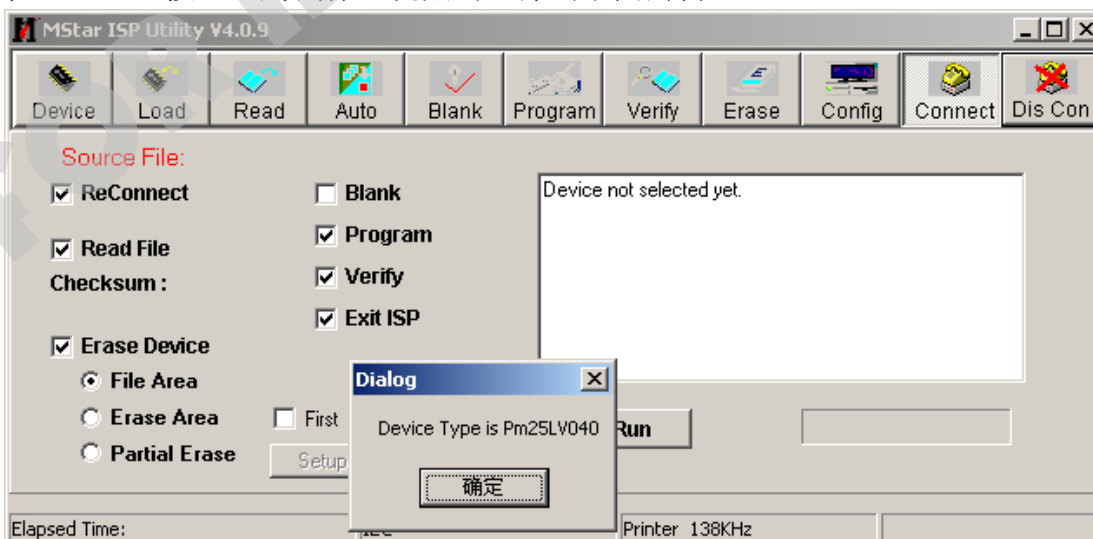 MStar ISP Utility V4.0.9
Device Load Read Auto Blank Program Verify Erase Config Connect Dis Con
Source File:
ReConnect
Blank
Device not selected yet.
Read File
Program
Checksum :
Verify
Exit ISP
Erase Device
File Area
Dialog
Erase Area
First
Device Type is Pm25LV040
Run
Partial Erase
Setup
确定
Elapsed Time:
Printer 138KHz